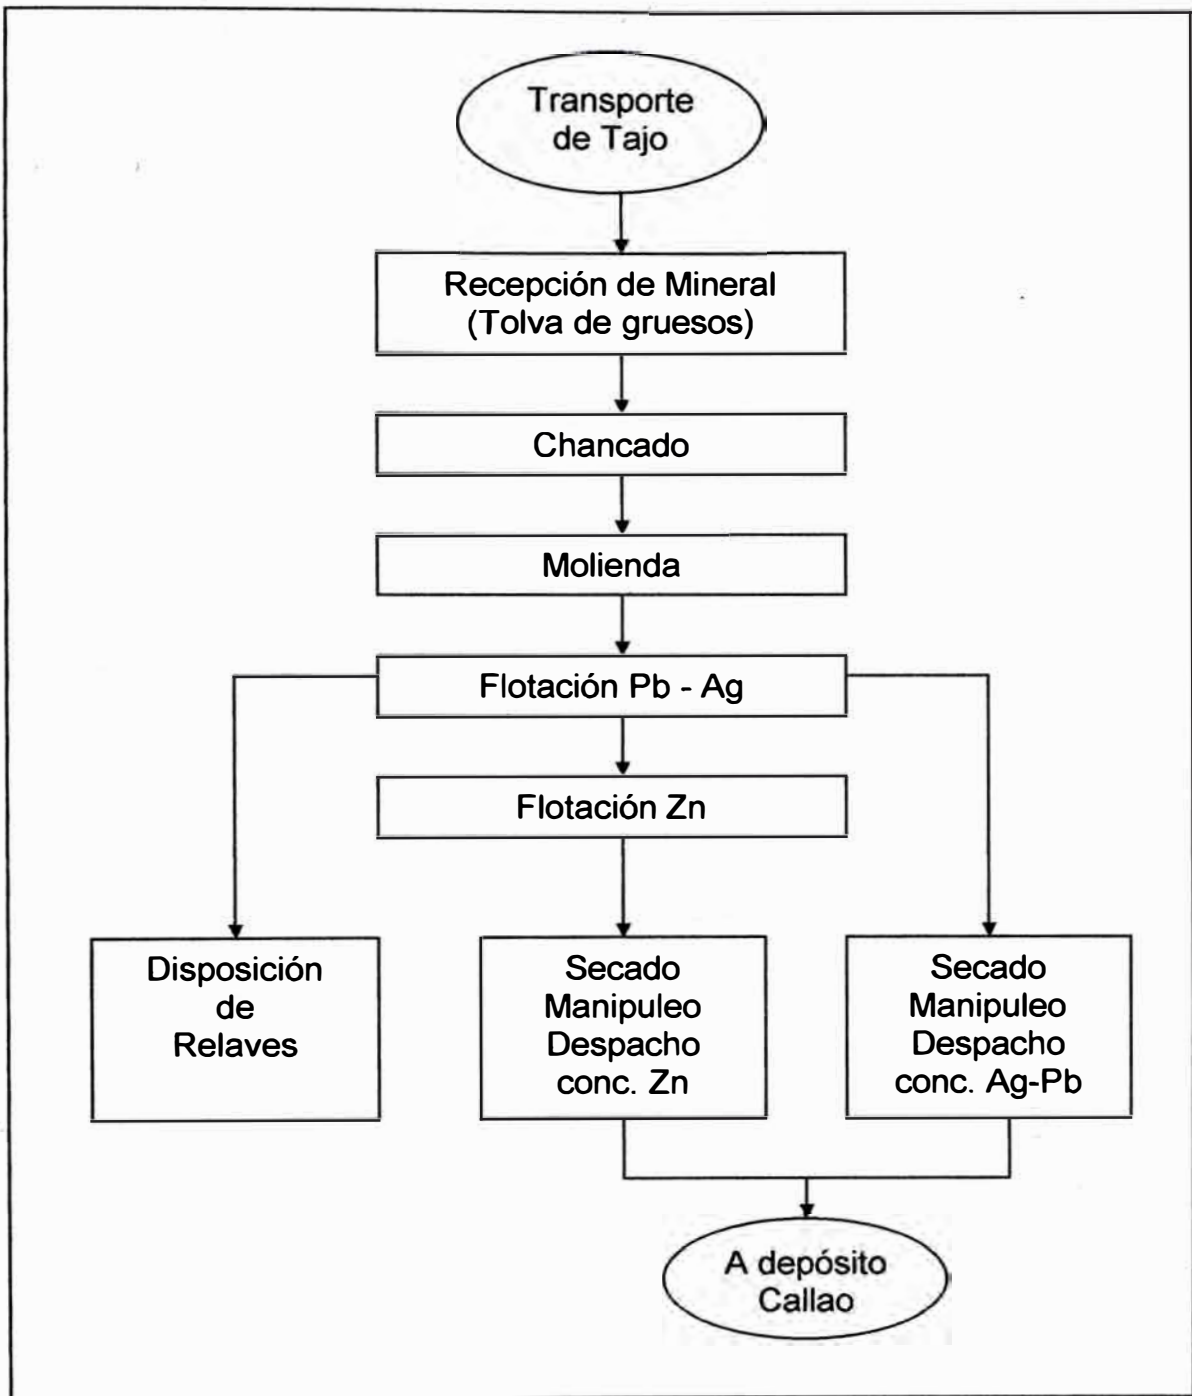 Transporte
de Tajo
Recepción de Mineral
(Tolva de gruesos)
Chancado
Molienda
Flotación Pb - Ag
Flotación Zn
Disposición
de
Relaves
Secado
Manipuleo
Despacho
conc. Zn
Secado
Manipuleo
Despacho
conc. Ag-Pb
A depósito
Callao